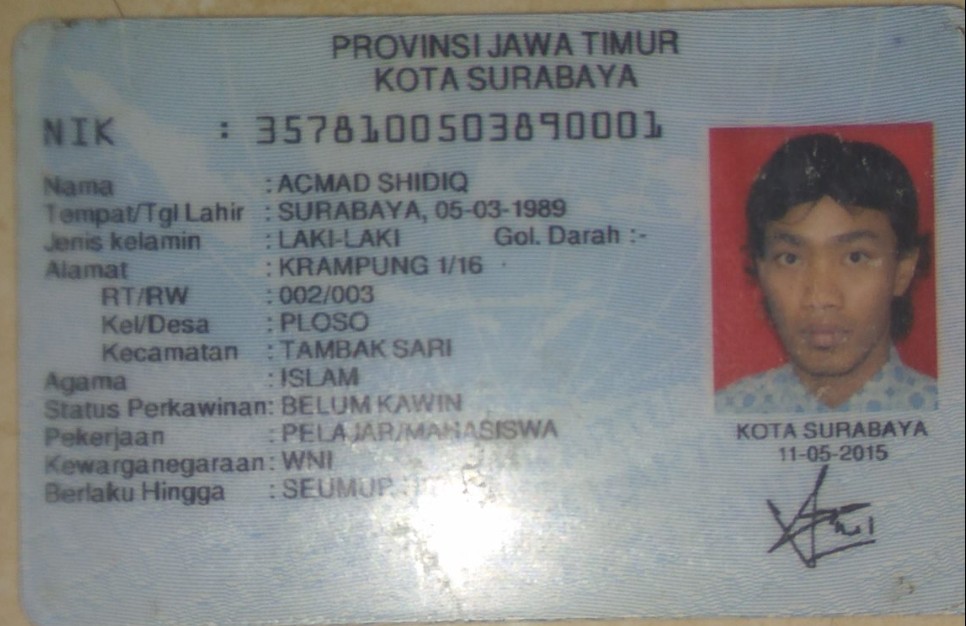 PROVINSI JAWA TIMUR
KOTA SURABAYA
NIK : 3578100503890001
Nama : ACMAD SHIDIQ
Tempat/Tgl Lahir : SURABAYA, 05-03-1989
Jenis kelamin : LAKI-LAKI Gol. Darah :-
Alamat : KRAMPUNG 1/16
RT/RW : 002/003
Kel/Desa : PLOSO
Kecamatan : TAMBAK SARI
Agama : ISLAM
Status Perkawinan: BELUM KAWIN
Pekerjaan : PELAJAR/MAHASISWA
Kewarganegaraan: WNI
Berlaku Hingga :
KOTA SURABAYA
11-05-2015